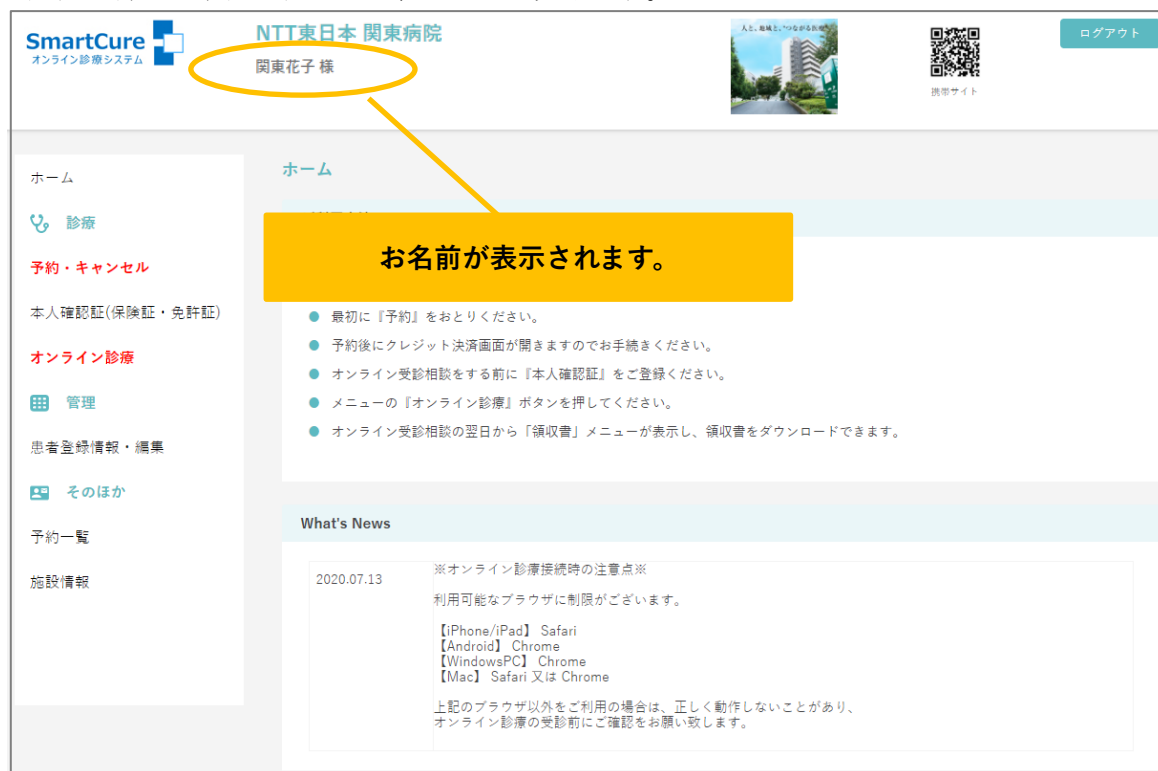 SmartCure
オンライン診療システム
NTT東日本 関東病院
関東花子 様
人と、地域と、"つながる医療"
携帯サイト
ログアウト
ホーム
診療
予約・キャンセル
本人確認証(保険証・免許証)
オンライン診療
管理
患者登録情報・編集
そのほか
予約一覧
施設情報
ホーム
お名前が表示されます。
最初に『予約』をおとりください。
予約後にクレジット決済画面が開きますのでお手続きください。
オンライン受診相談をする前に『本人確認証』をご登録ください。
メニューの『オンライン診療』ボタンを押してください。
オンライン受診相談の翌日から「領収書」メニューが表示し、領収書をダウンロードできます。
What's News
2020.07.13
※オンライン診療接続時の注意点※
利用可能なブラウザに制限がございます。
【iPhone/iPad】 Safari
【Android】 Chrome
【WindowsPC】 Chrome
【Mac】 Safari 又は Chrome
上記のブラウザ以外をご利用の場合は、正しく動作しないことがあり、
オンライン診療の受診前にご確認をお願い致します。